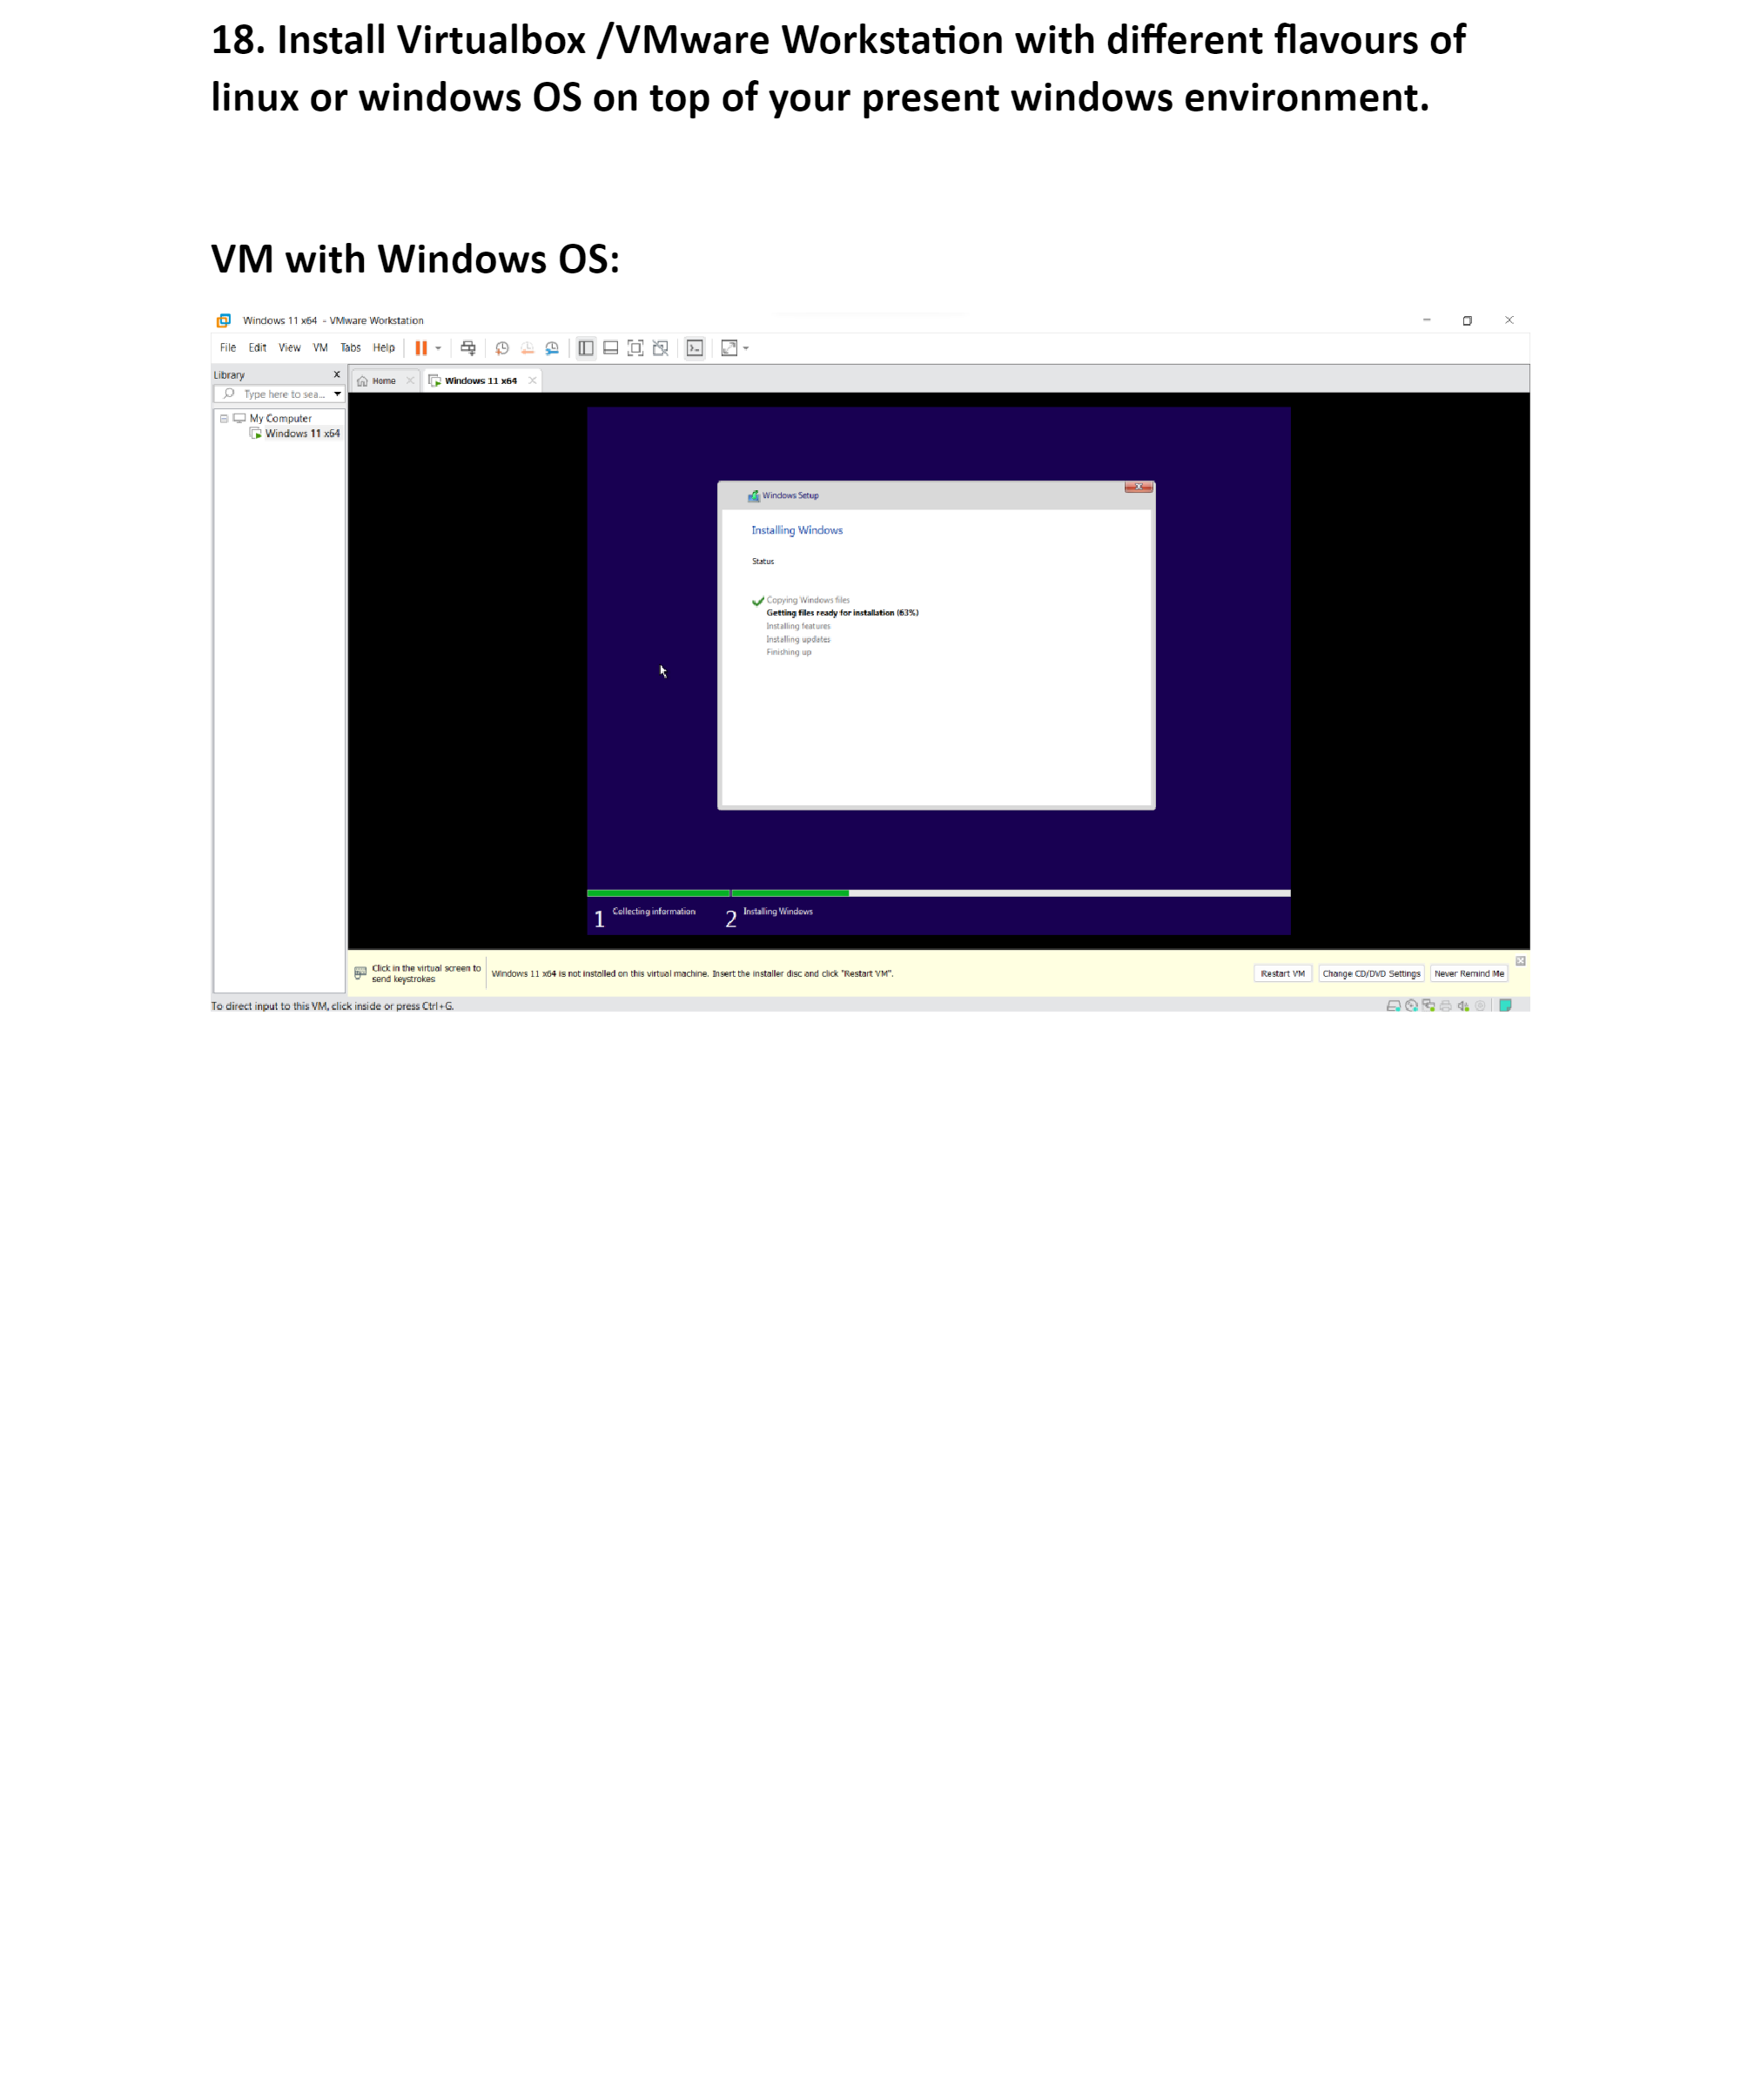 18. Install Virtualbox /VMware Workstation with different flavours of
linux or windows OS on top of your present windows environment.
VM with Windows OS:
Windows 11 x64 - VMware Workstation
File Edit View VM Tabs Help
Library
Type here to sea...
My Computer
Windows 11 x64
Home
Windows 11 x64
Windows Setup
Installing Windows
Status
Copying Windows files
Getting files ready for installation (63%)
Installing features
Installing updates
Finishing up
1 Collecting information 2 Installing Windows
Click in the virtual screen to
send keystrokes
Windows 11 x64 is not installed on this virtual machine. Insert the installer disc and click "Restart VM".
Restart VM Change CD/DVD Settings Never Remind Me
To direct input to this VM, click inside or press Ctrl+G.